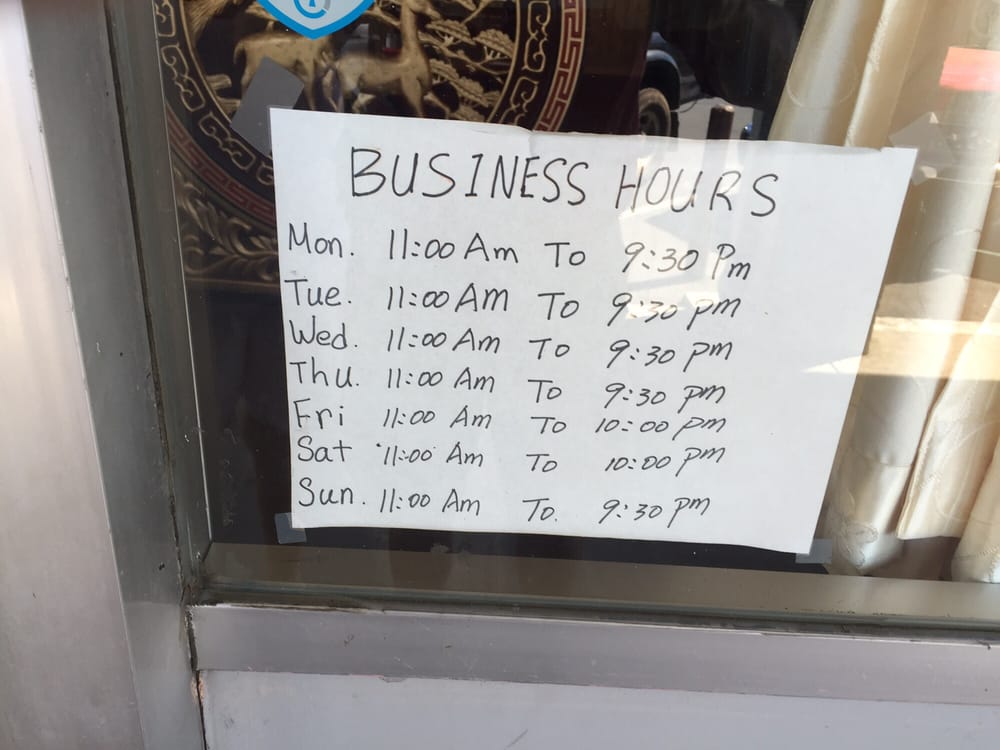 BUSINESS HOURS
Mon. 11:00 Am To 9:30 Pm
Tue. 11:00 Am To 9:30 pm
Wed. 11:00 Am To 9:30 pm
Thu. 11:00 Am To 9:30 pm
Fri 11:00 Am To 10:00 pm
Sat 11:00 Am To 10:00 pm
Sun. 11:00 Am To. 9:30 pm